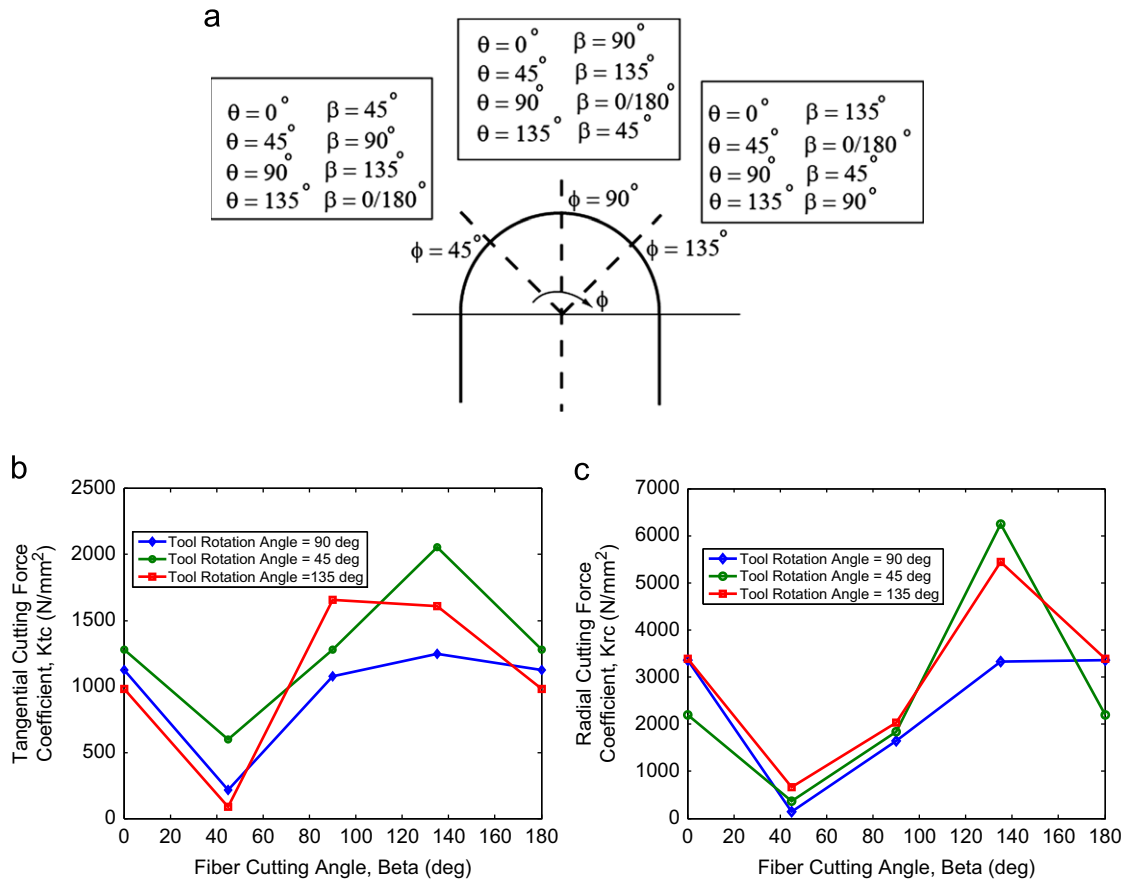 a
θ = 0° β = 45°
θ = 45° β = 90°
θ = 90° β = 135°
θ = 135° β = 0/180°
θ = 0° β = 90°
θ = 45° β = 135°
θ = 90° β = 0/180°
θ = 135° β = 45°
θ = 0° β = 135°
θ = 45° β = 0/180°
θ = 90° β = 45°
θ = 135° β = 90°
ϕ = 45°
ϕ = 90°
ϕ = 135°
ϕ
b
Tangential Cutting Force
Coefficient, Ktc (N/mm²)
2500
2000
1500
1000
500
0
Tool Rotation Angle = 90 deg
Tool Rotation Angle = 45 deg
Tool Rotation Angle =135 deg
0 20 40 60 80 100 120 140 160 180
Fiber Cutting Angle, Beta (deg)
c
Radial Cutting Force
Coefficient, Krc (N/mm²)
7000
6000
5000
4000
3000
2000
1000
0
Tool Rotation Angle = 90 deg
Tool Rotation Angle = 45 deg
Tool Rotation Angle = 135 deg
0 20 40 60 80 100 120 140 160 180
Fiber Cutting Angle, Beta (deg)